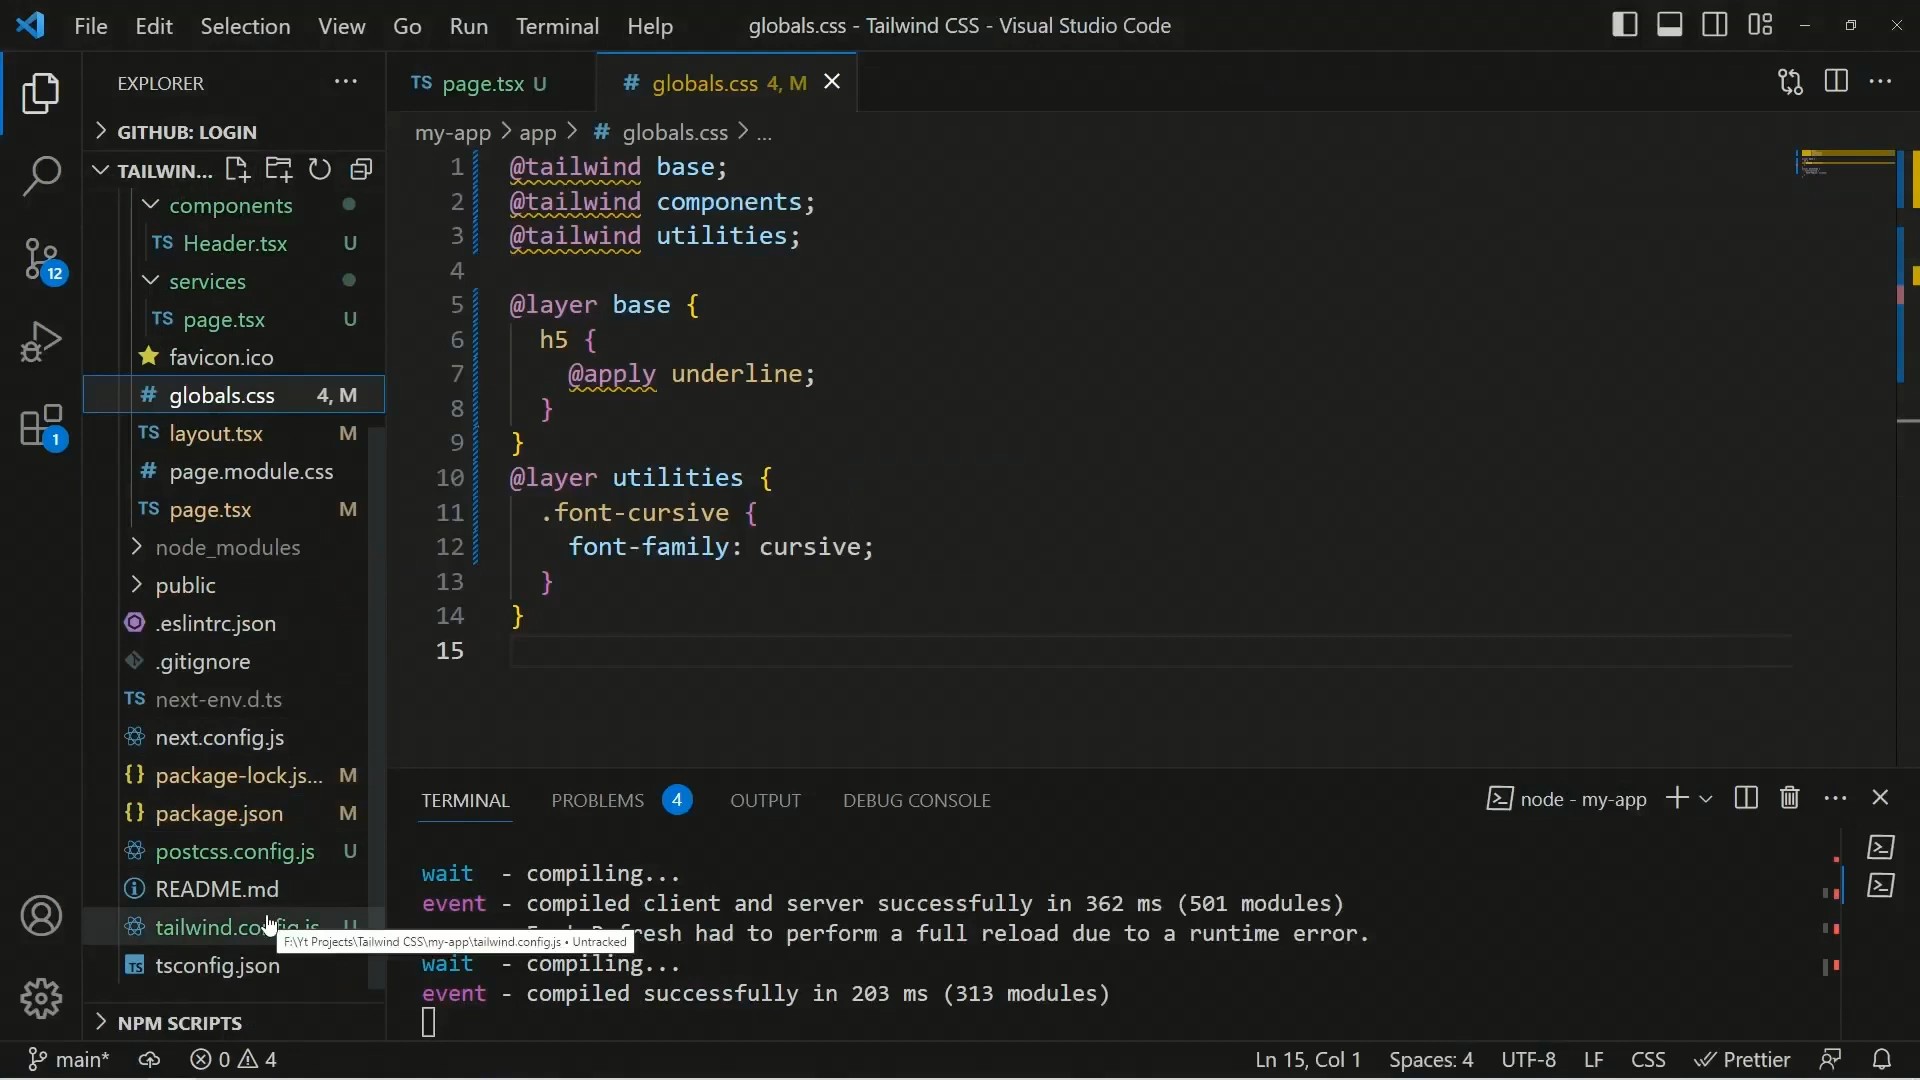 File Edit Selection View Go Run Terminal Help
globals.css - Tailwind CSS - Visual Studio Code
EXPLORER
GITHUB: LOGIN
TAILWIN...
components
TS Header.tsx U
services
TS page.tsx U
favicon.ico
# globals.css 4, M
TS layout.tsx M
# page.module.css
TS page.tsx M
node_modules
public
.eslintrc.json
.gitignore
TS next-env.d.ts
next.config.js
{} package-lock.js... M
{} package.json M
postcss.config.js U
README.md
tailwind.config.js U
F:\Yt Projects\Tailwind CSS\my-app\tailwind.config.js • Untracked
TS tsconfig.json
NPM SCRIPTS
12
1
TS page.tsx U
# globals.css 4, M
my-app > app > # globals.css > ...
1 @tailwind base;
2 @tailwind components;
3 @tailwind utilities;
4
5 @layer base {
6 h5 {
7 @apply underline;
8 }
9 }
10 @layer utilities {
11 .font-cursive {
12 font-family: cursive;
13 }
14 }
15
TERMINAL PROBLEMS 4 OUTPUT DEBUG CONSOLE
node - my-app
wait - compiling...
event - compiled client and server successfully in 362 ms (501 modules)
Refresh had to perform a full reload due to a runtime error.
wait - compiling...
event - compiled successfully in 203 ms (313 modules)
main* 0 4
Ln 15, Col 1 Spaces: 4 UTF-8 LF CSS Prettier